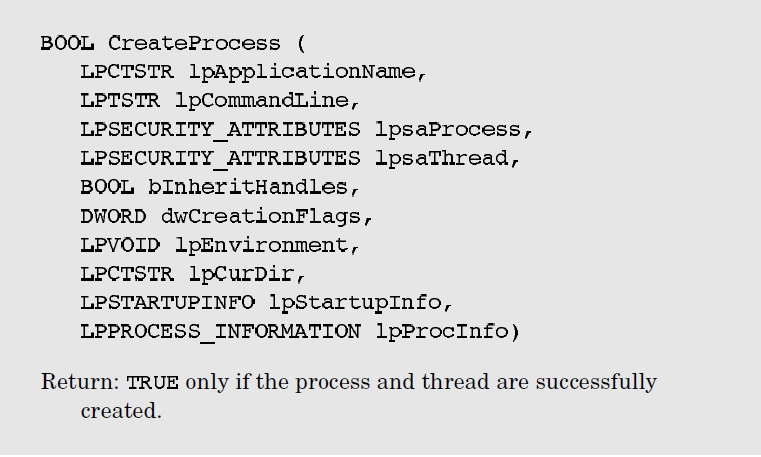 BOOL CreateProcess (
LPCTSTR lpApplicationName,
LPTSTR lpCommandLine,
LPSECURITY_ATTRIBUTES lpsaProcess,
LPSECURITY_ATTRIBUTES lpsaThread,
BOOL bInheritHandles,
DWORD dwCreationFlags,
LPVOID lpEnvironment,
LPCTSTR lpCurDir,
LPSTARTUPINFO lpStartupInfo,
LPPROCESS_INFORMATION lpProcInfo)
Return: TRUE only if the process and thread are successfully
created.